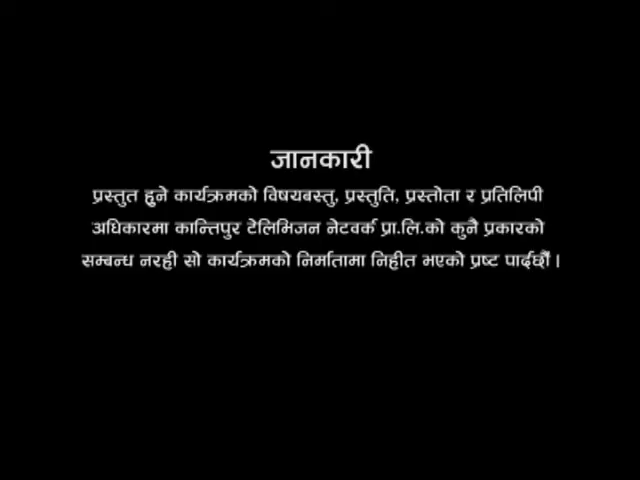 जानकारी
प्रस्तुत हुने कार्यक्रमको विषयबस्तु, प्रस्तुति, प्रस्तोता र प्रतिलिपी
अधिकारमा कान्तिपुर टेलिभिजन नेटवर्क प्रा.लि.को कुनै प्रकारको
सम्बन्ध नरही सो कार्यक्रमको निर्मातामा निहीत भएको प्रष्ट पार्दछौं ।